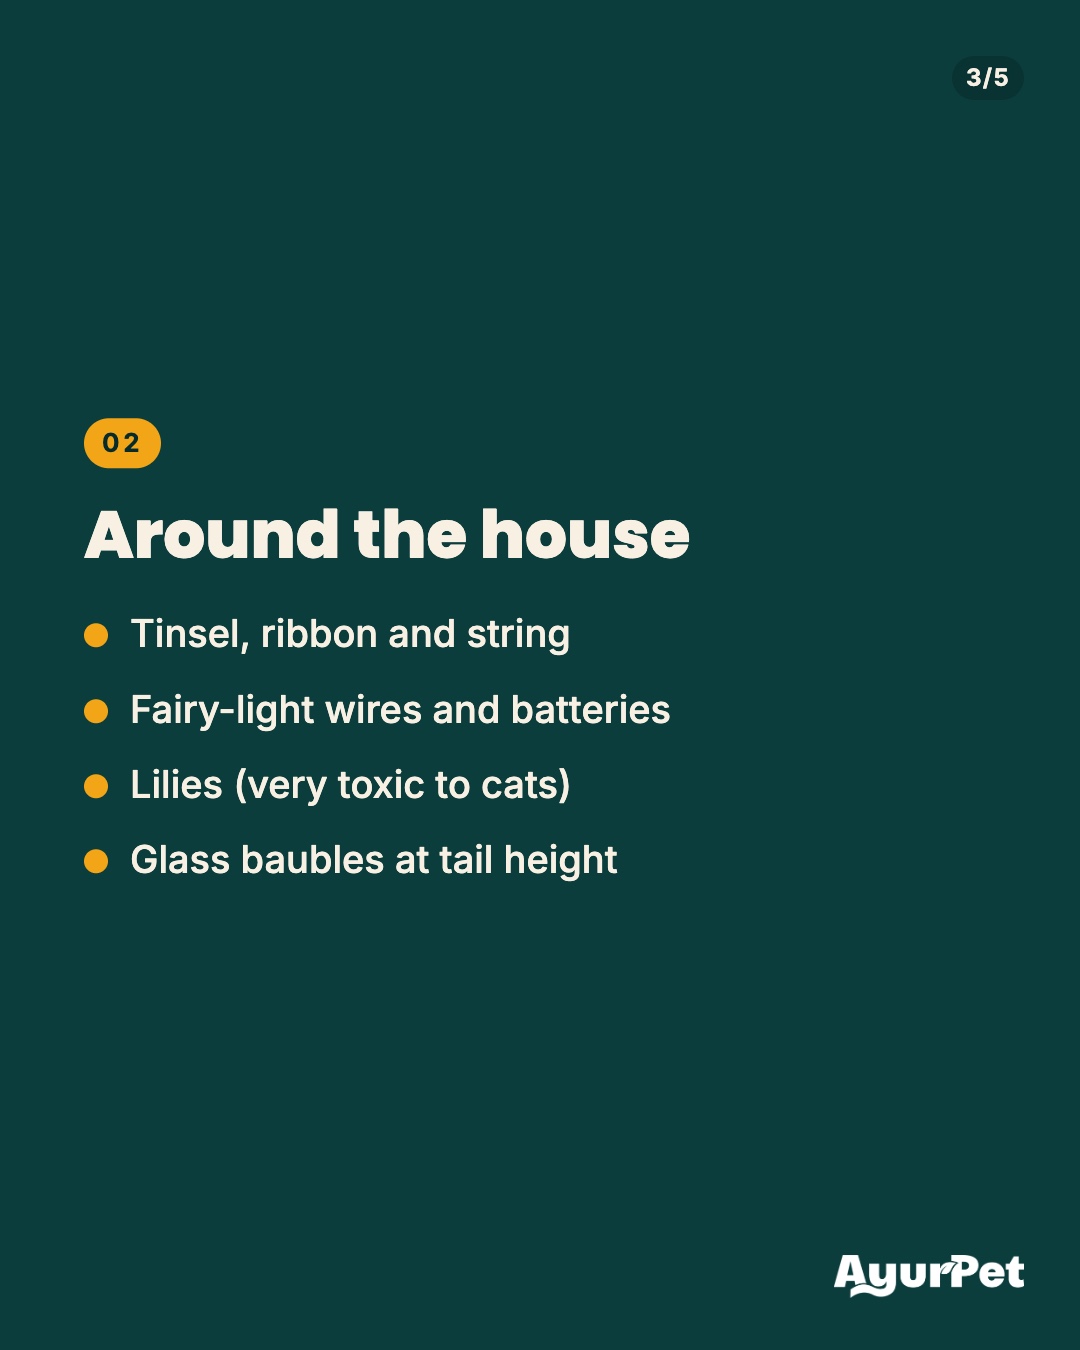 3/5
02
Around the house
Tinsel, ribbon and string
Fairy-light wires and batteries
Lilies (very toxic to cats)
Glass baubles at tail height
AyurPet